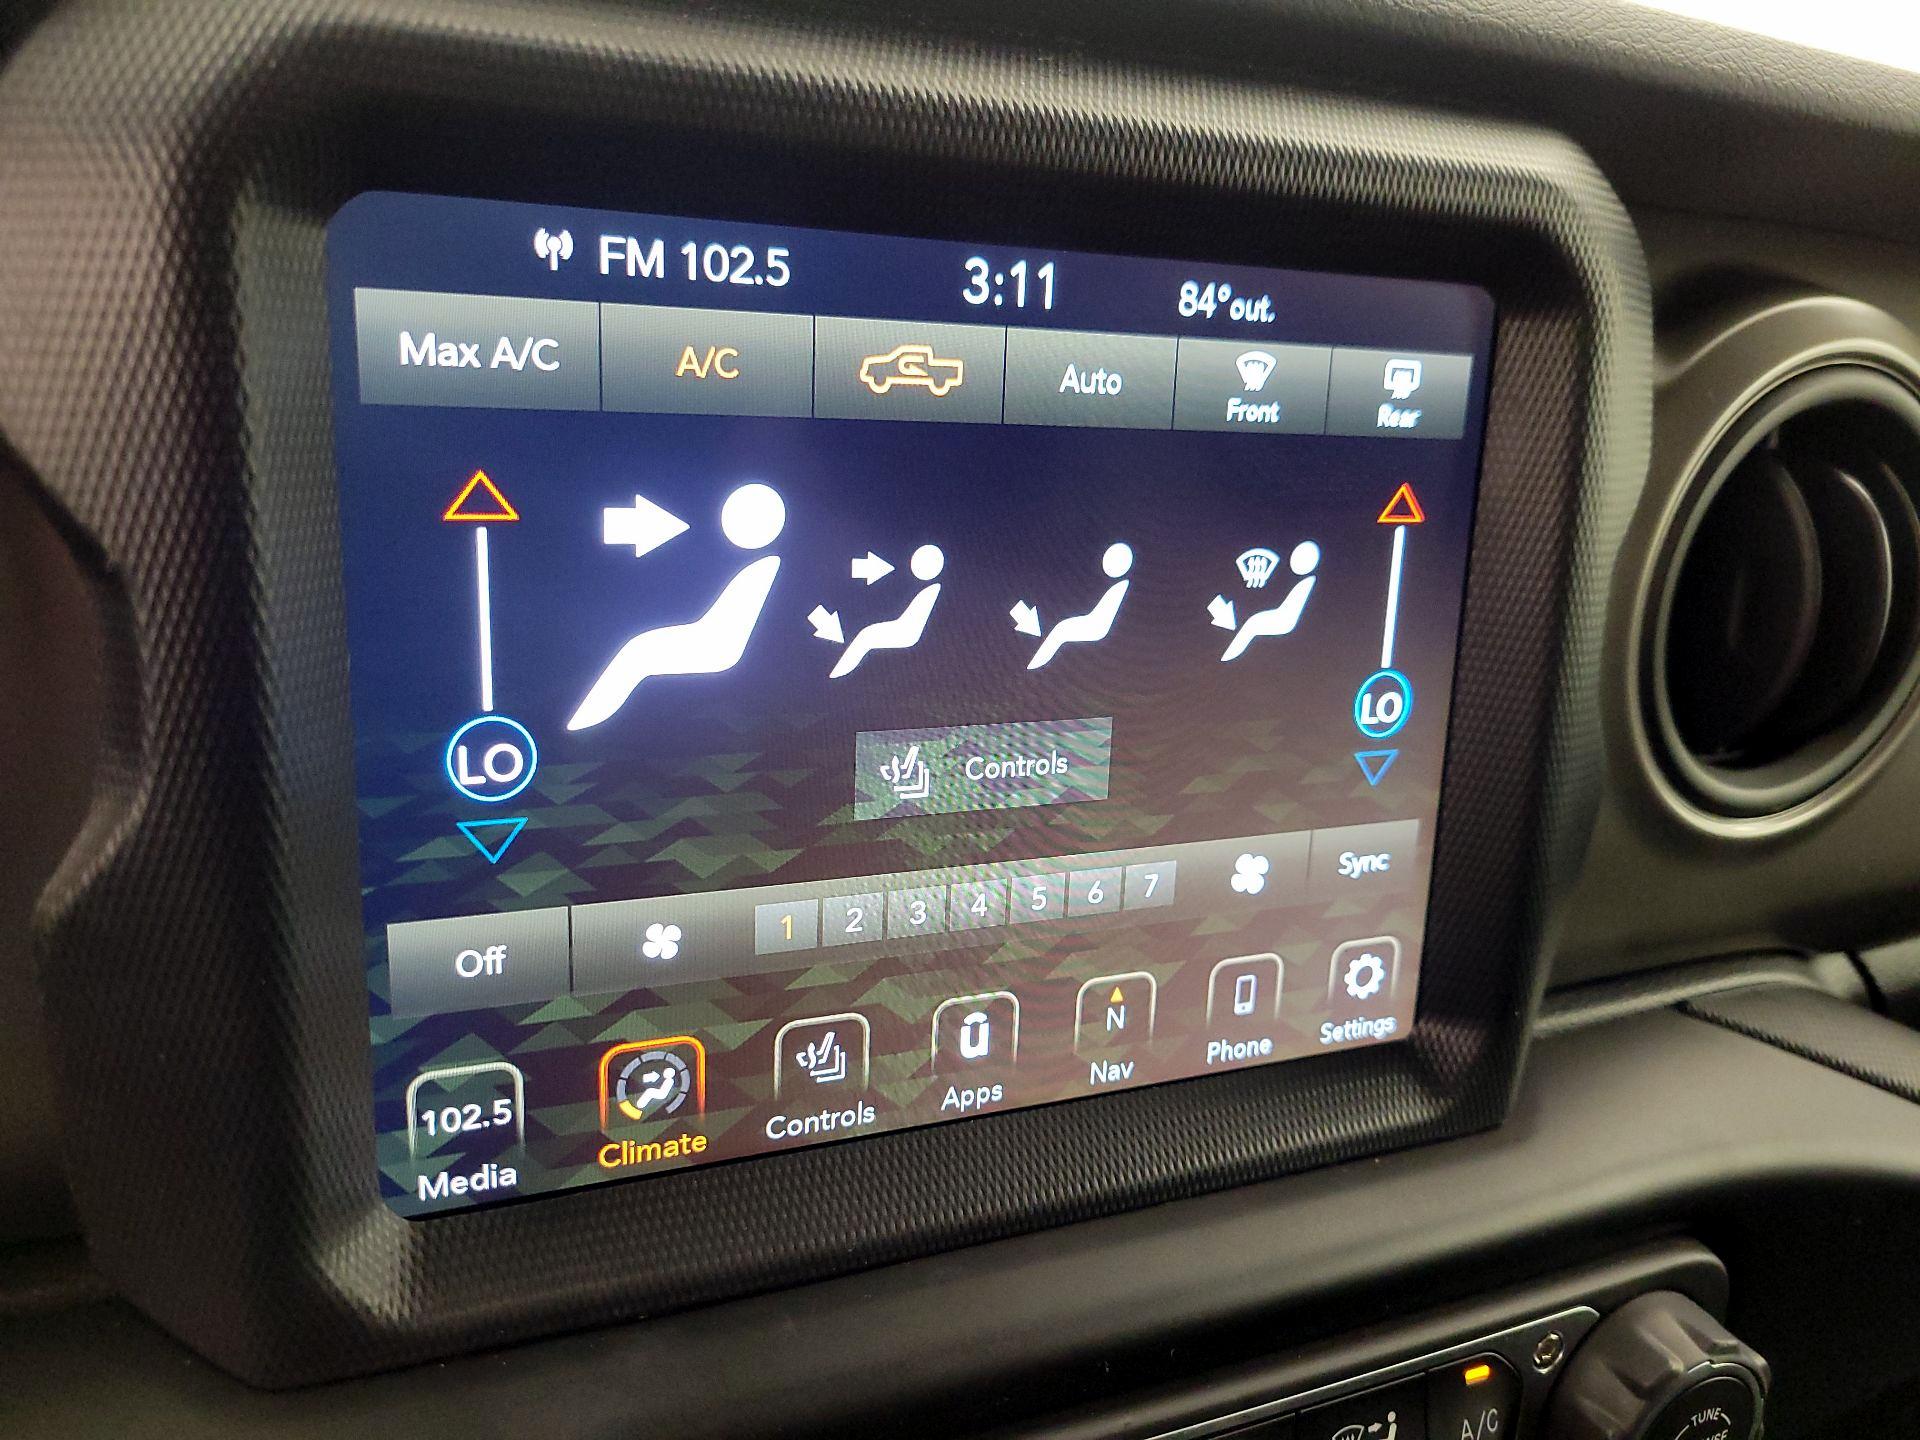 FM 102.5
3:11
84° out.
Max A/C
A/C
Auto
Front
Rear
LO
LO
Controls
Off
1 2 3 4 5 6 7
Sync
102.5
Media
Climate
Controls
Apps
N
Nav
Phone
Settings
A/C
TUNE